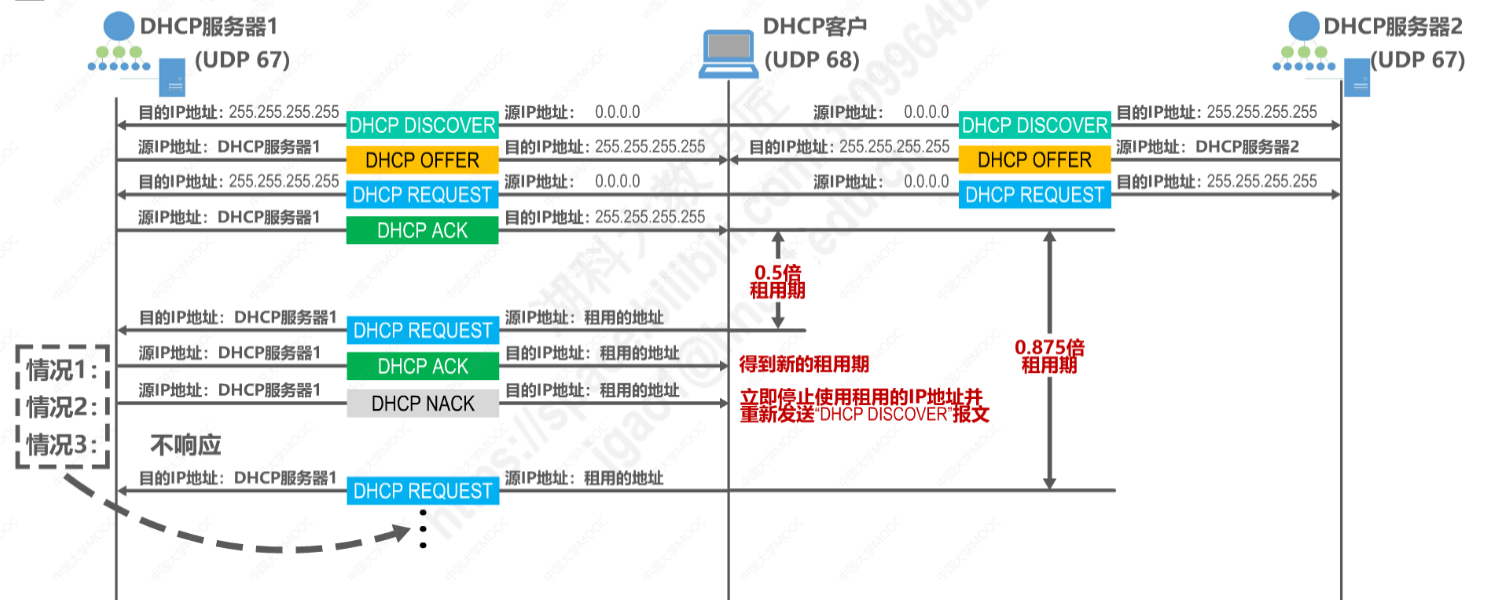 DHCP服务器1
(UDP 67)
DHCP客户
(UDP 68)
DHCP服务器2
(UDP 67)
目的IP地址: 255.255.255.255 DHCP DISCOVER 源IP地址: 0.0.0.0 源IP地址: 0.0.0.0 DHCP DISCOVER 目的IP地址: 255.255.255.255
源IP地址: DHCP服务器1 DHCP OFFER 目的IP地址: 255.255.255.255 目的IP地址: 255.255.255.255 DHCP OFFER 源IP地址: DHCP服务器2
目的IP地址: 255.255.255.255 DHCP REQUEST 源IP地址: 0.0.0.0 源IP地址: 0.0.0.0 DHCP REQUEST 目的IP地址: 255.255.255.255
源IP地址: DHCP服务器1 DHCP ACK 目的IP地址: 255.255.255.255
0.5倍
租用期
目的IP地址: DHCP服务器1 DHCP REQUEST 源IP地址: 租用的地址
0.875倍
租用期
情况1: 源IP地址: DHCP服务器1 DHCP ACK 目的IP地址: 租用的地址 得到新的租用期
情况2: 源IP地址: DHCP服务器1 DHCP NACK 目的IP地址: 租用的地址 立即停止使用租用的IP地址并
重新发送“DHCP DISCOVER”报文
情况3: 不响应
目的IP地址: DHCP服务器1 DHCP REQUEST 源IP地址: 租用的地址
中国大学MOOC